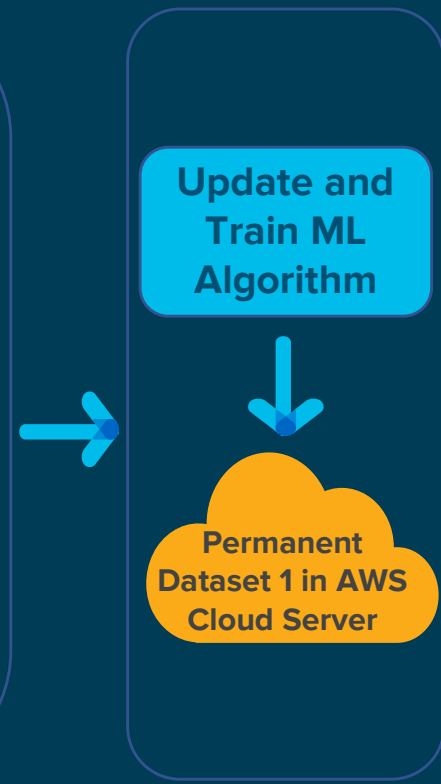 Update and
Train ML
Algorithm
Permanent
Dataset 1 in AWS
Cloud Server